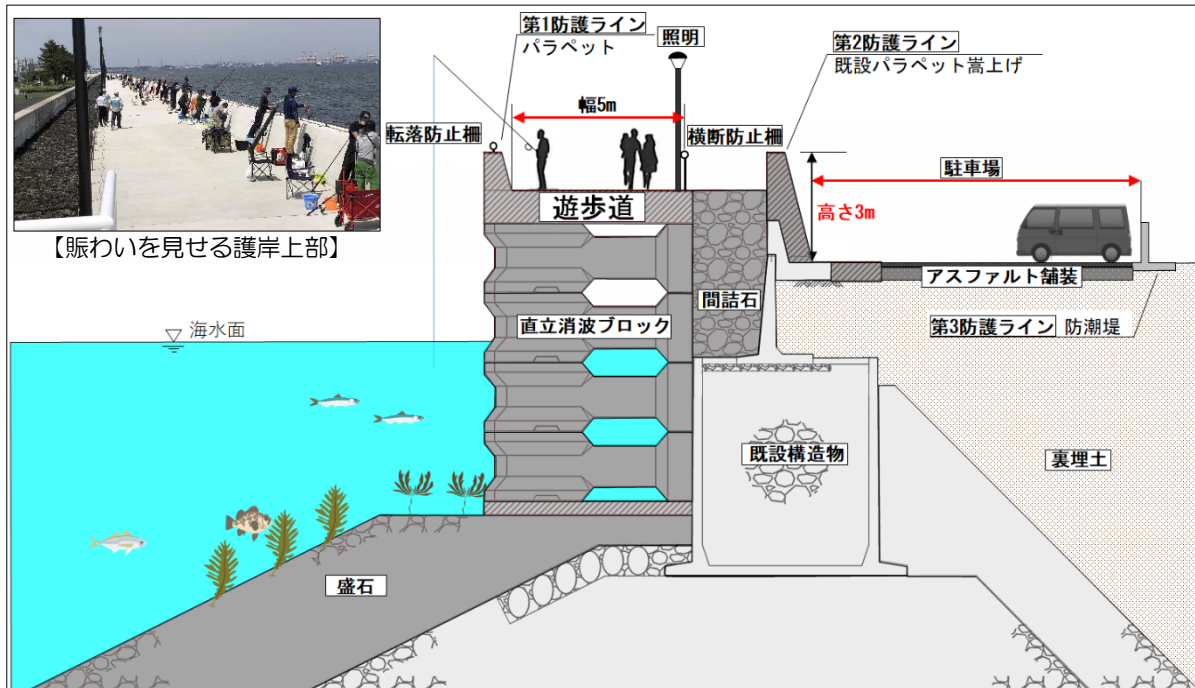 第1防護ライン
パラペット
照明
第2防護ライン
既設パラペット嵩上げ
幅5m
転落防止柵
横断防止柵
駐車場
高さ3m
遊歩道
【賑わいを見せる護岸上部】
アスファルト舗装
間詰石
直立消波ブロック
海水面
第3防護ライン 防潮堤
既設構造物
裏埋土
盛石